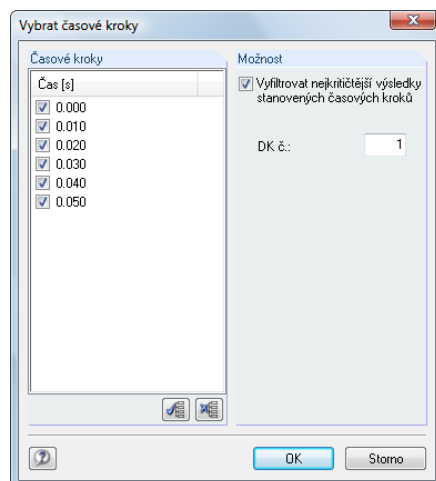 Vybrat časové kroky
Časové kroky
Čas [s]
0.000
0.010
0.020
0.030
0.040
0.050
Možnost
Vyfiltrovat nejkritičtější výsledky
stanovených časových kroků
DK č.: 1
OK
Storno